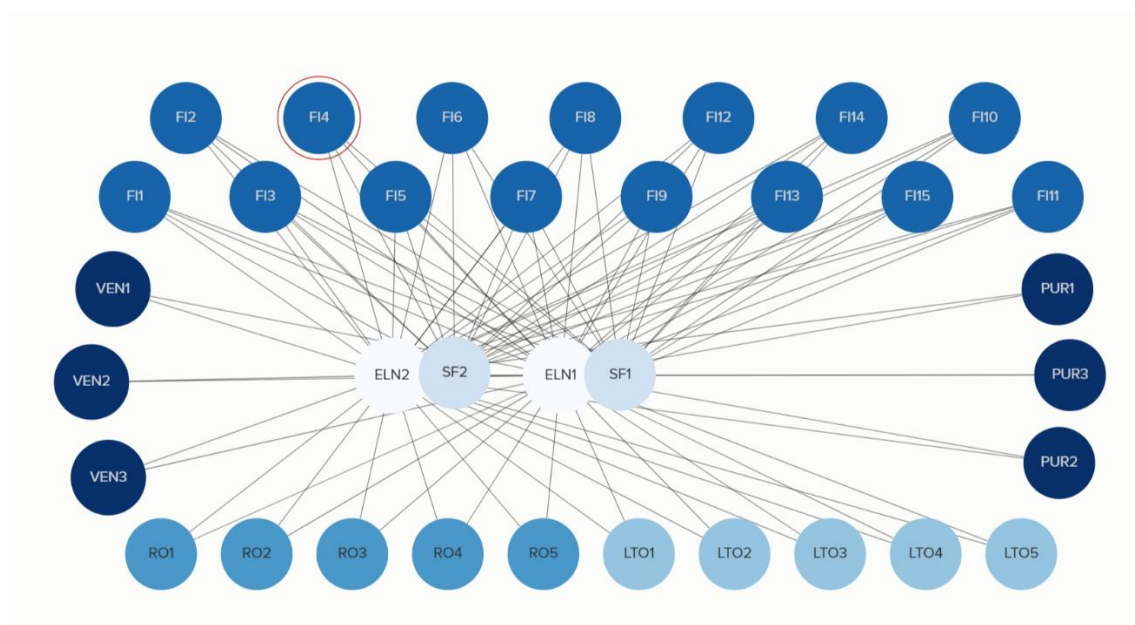 FI2 FI4 FI6 FI8 FI12 FI14 FI10
FI1 FI3 FI5 FI7 FI9 FI13 FI15 FI11
VEN1 PUR1
VEN2 ELN2 SF2 ELN1 SF1 PUR3
VEN3 PUR2
RO1 RO2 RO3 RO4 RO5 LTO1 LTO2 LTO3 LTO4 LTO5